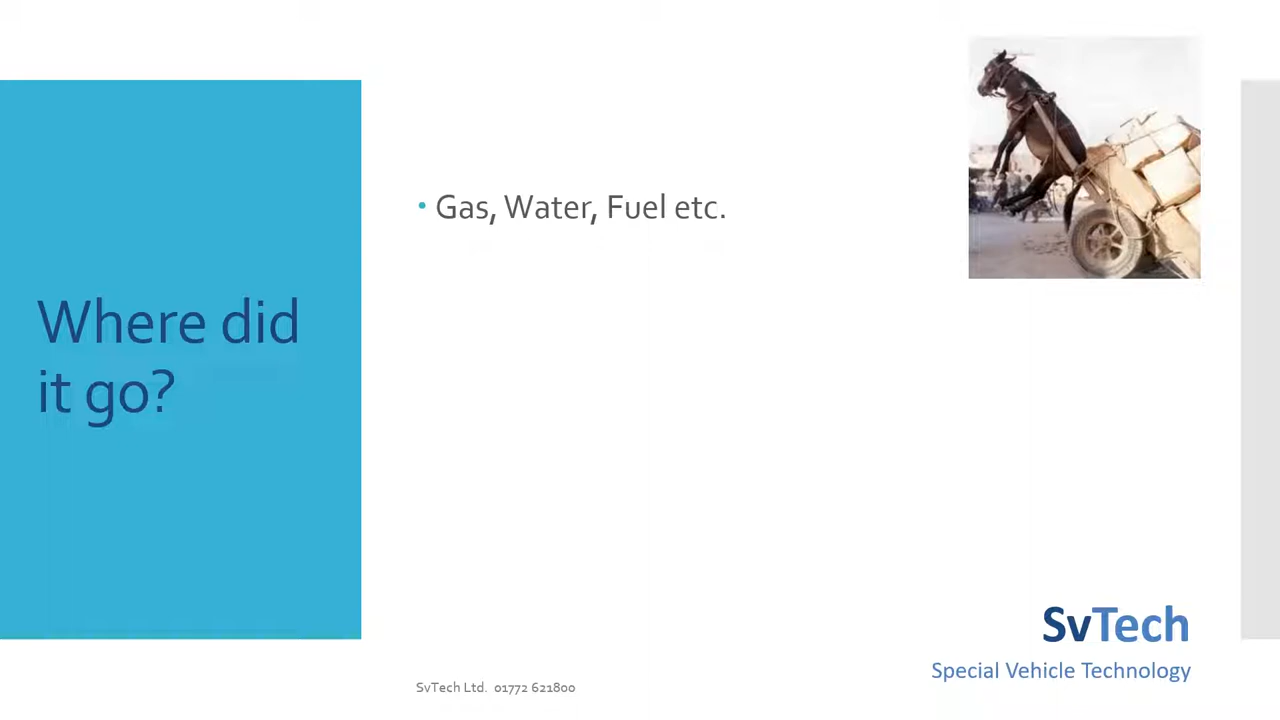 Where did
it go?
• Gas, Water, Fuel etc.
SvTech
Special Vehicle Technology
SvTech Ltd. 01772 621800